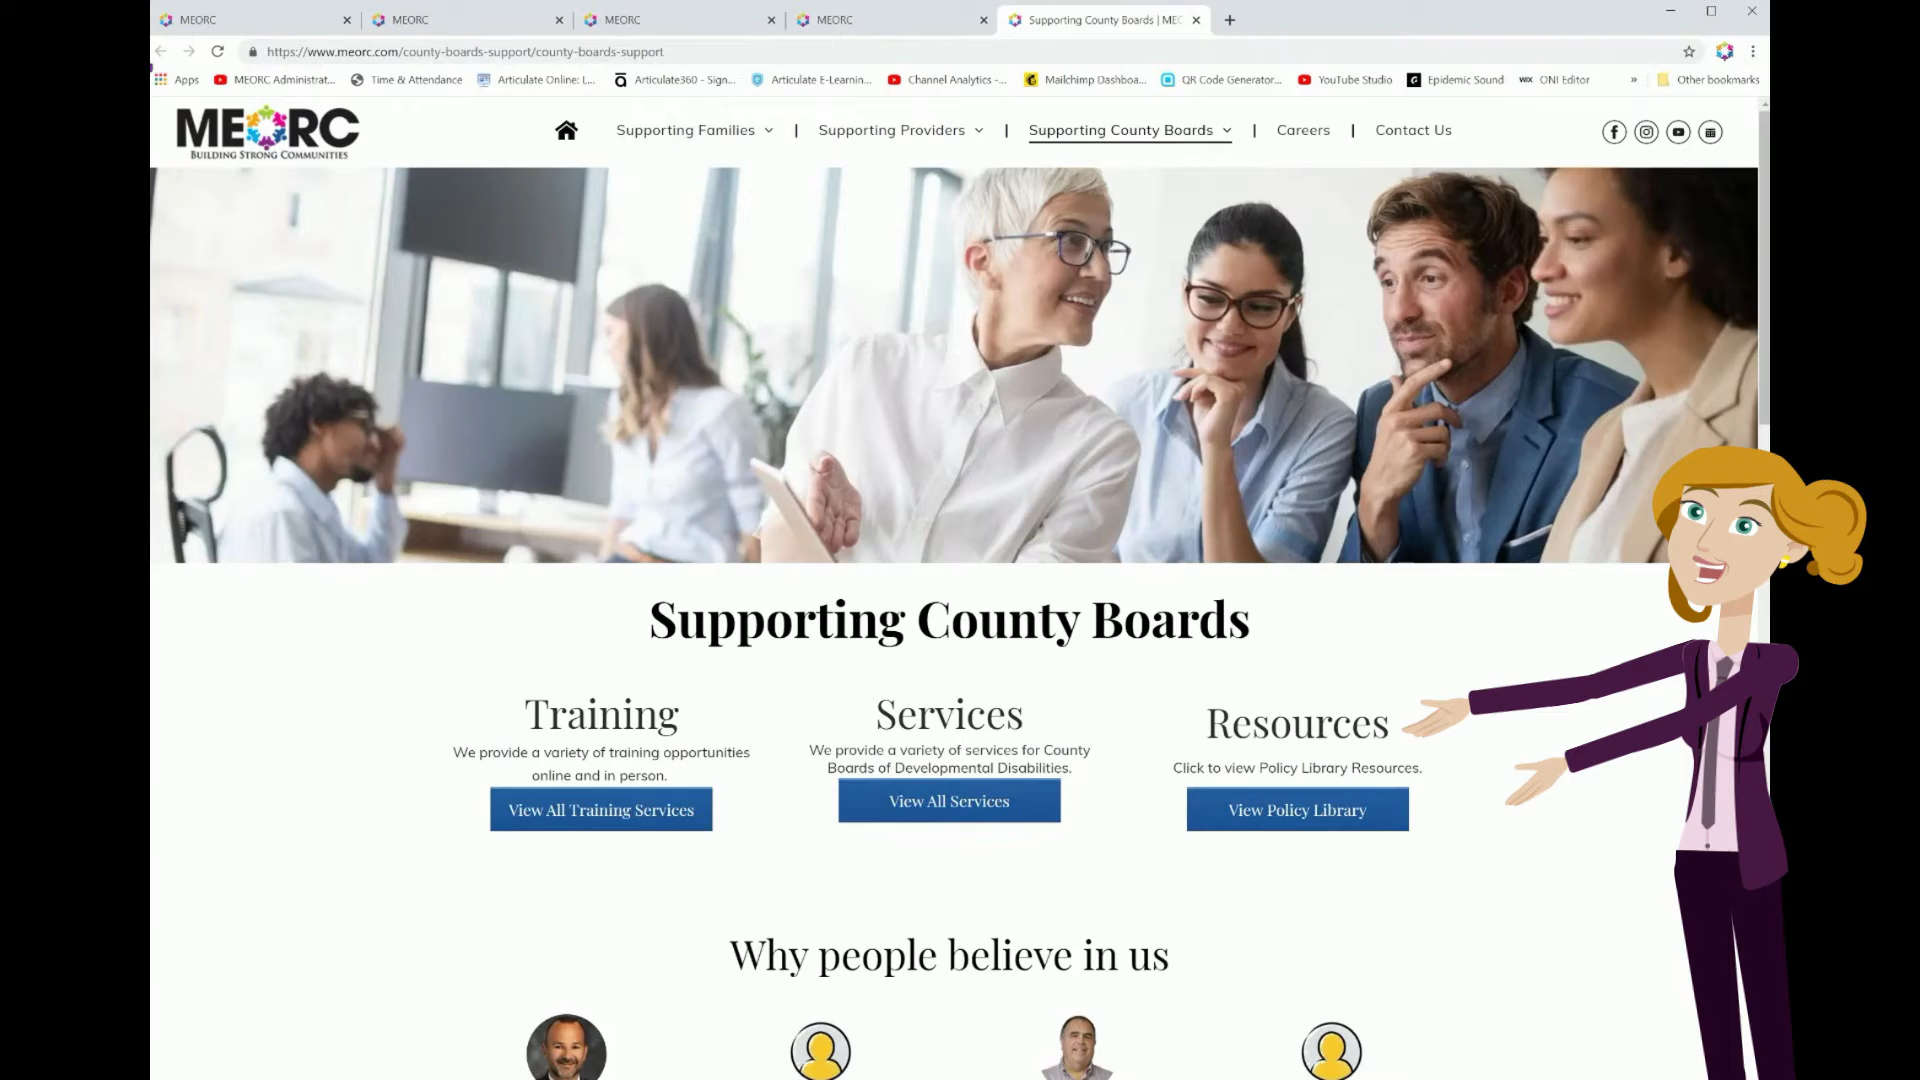 MEORC
MEORC
MEORC
MEORC
Supporting County Boards | MEC
https://www.meorc.com/county-boards-support/county-boards-support
Apps
MEORC Administrat...
Time & Attendance
Articulate Online: L...
Articulate360 - Sign...
Articulate E-Learnin...
Channel Analytics -...
Mailchimp Dashboa...
QR Code Generator...
YouTube Studio
Epidemic Sound
WIX ONI Editor
» Other bookmarks
MEORC
BUILDING STRONG COMMUNITIES
Supporting Families | Supporting Providers | Supporting County Boards | Careers | Contact Us
Supporting County Boards
Training
We provide a variety of training opportunities
online and in person.
View All Training Services
Services
We provide a variety of services for County
Boards of Developmental Disabilities.
View All Services
Resources
Click to view Policy Library Resources.
View Policy Library
Why people believe in us